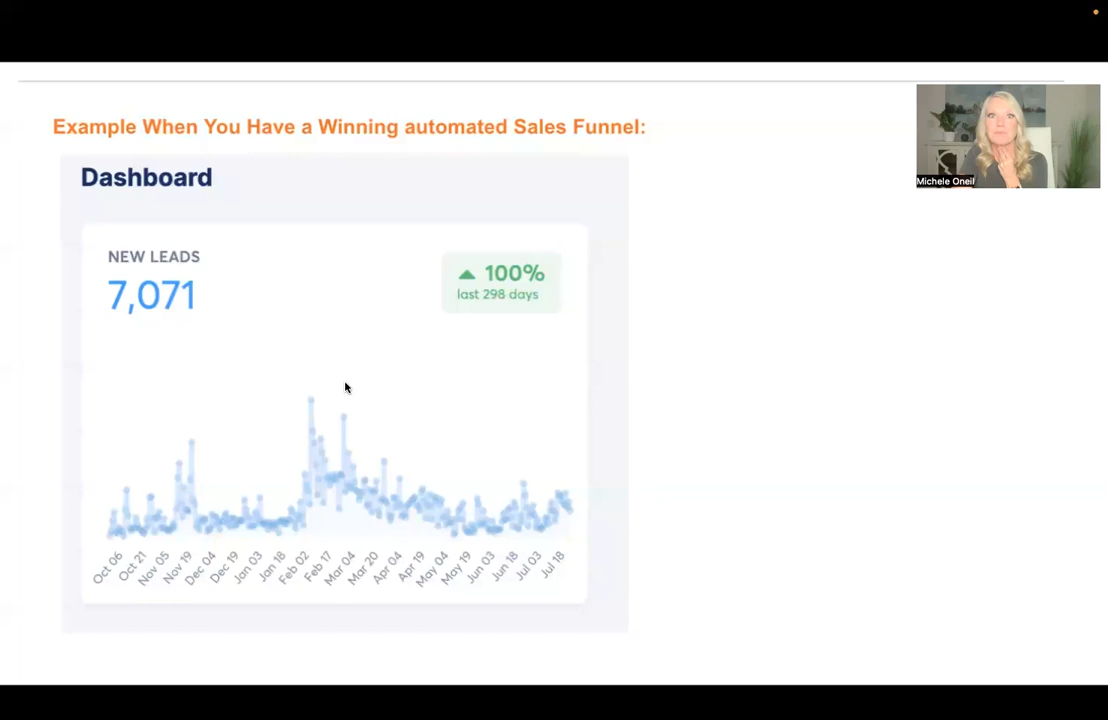 Example When You Have a Winning automated Sales Funnel:
Dashboard
NEW LEADS
7,071
100%
last 298 days
Oct 06
Oct 21
Nov 05
Nov 19
Dec 04
Dec 19
Jan 03
Jan 18
Feb 02
Feb 17
Mar 04
Mar 20
Apr 04
Apr 19
May 04
May 19
Jun 03
Jun 18
Jul 03
Jul 18
Michele Oneil